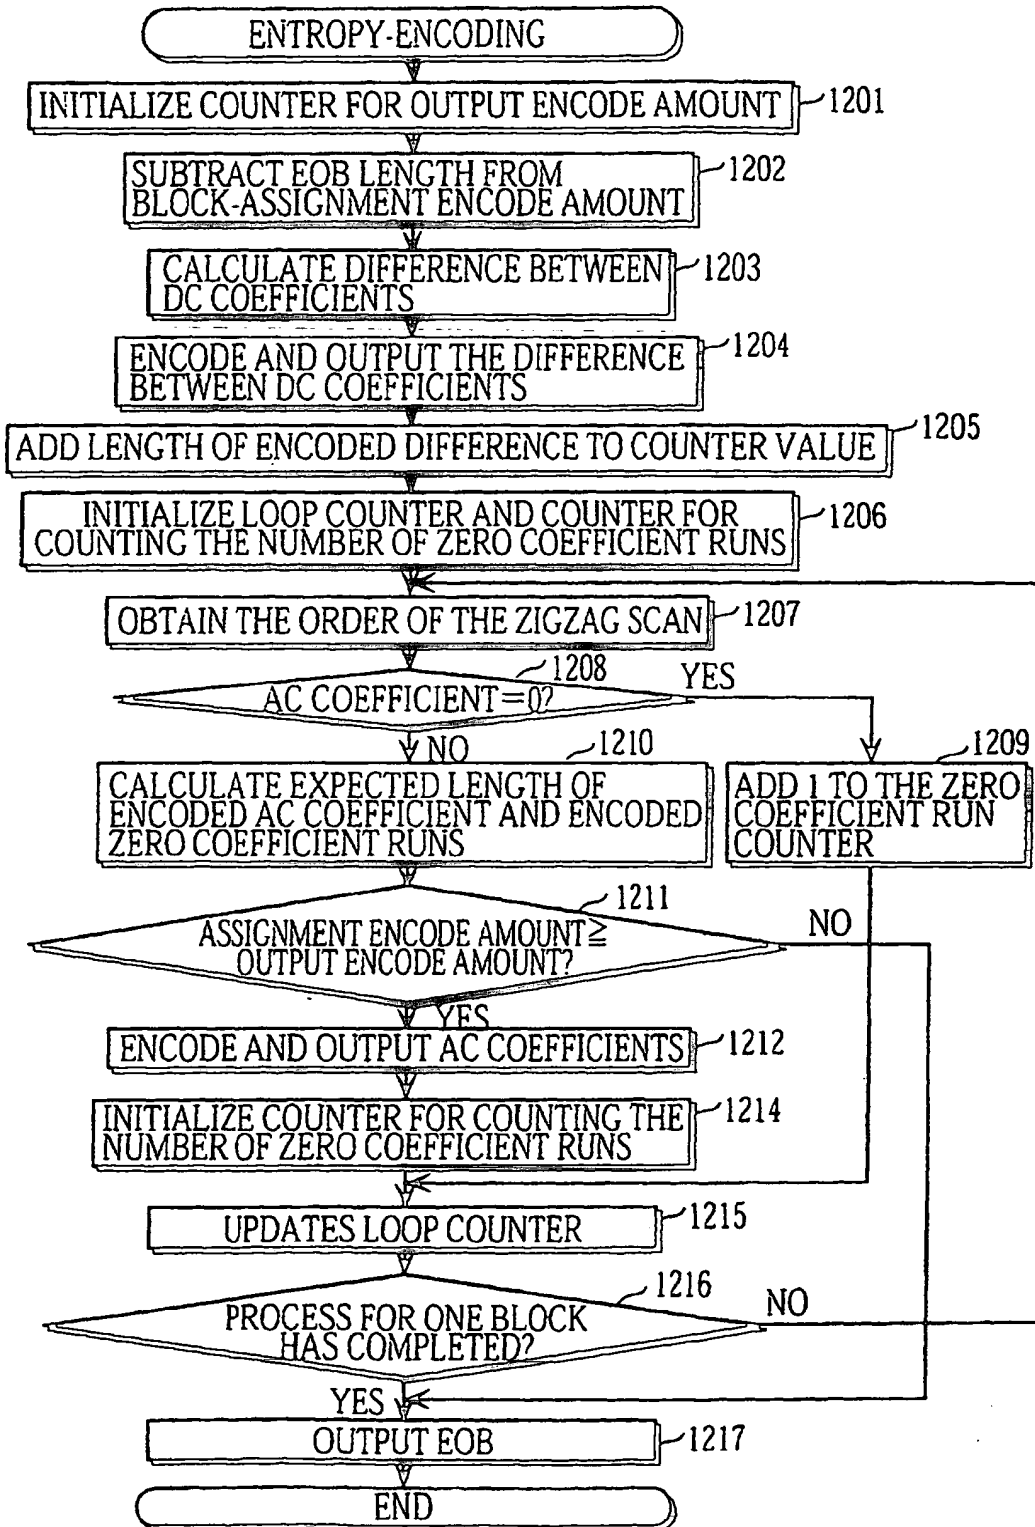 ENTROPY-ENCODING
INITIALIZE COUNTER FOR OUTPUT ENCODE AMOUNT
1201
SUBTRACT EOB LENGTH FROM
BLOCK-ASSIGNMENT ENCODE AMOUNT
1202
CALCULATE DIFFERENCE BETWEEN
DC COEFFICIENTS
1203
ENCODE AND OUTPUT THE DIFFERENCE
BETWEEN DC COEFFICIENTS
1204
ADD LENGTH OF ENCODED DIFFERENCE TO COUNTER VALUE
1205
INITIALIZE LOOP COUNTER AND COUNTER FOR
COUNTING THE NUMBER OF ZERO COEFFICIENT RUNS
1206
OBTAIN THE ORDER OF THE ZIGZAG SCAN
1207
1208
AC COEFFICIENT=0?
YES
NO
1210
CALCULATE EXPECTED LENGTH OF
ENCODED AC COEFFICIENT AND ENCODED
ZERO COEFFICIENT RUNS
1209
ADD 1 TO THE ZERO
COEFFICIENT RUN
COUNTER
1211
ASSIGNMENT ENCODE AMOUNT≧
OUTPUT ENCODE AMOUNT?
NO
YES
ENCODE AND OUTPUT AC COEFFICIENTS
1212
INITIALIZE COUNTER FOR COUNTING THE
NUMBER OF ZERO COEFFICIENT RUNS
1214
UPDATES LOOP COUNTER
1215
1216
PROCESS FOR ONE BLOCK
HAS COMPLETED?
NO
YES
OUTPUT EOB
1217
END